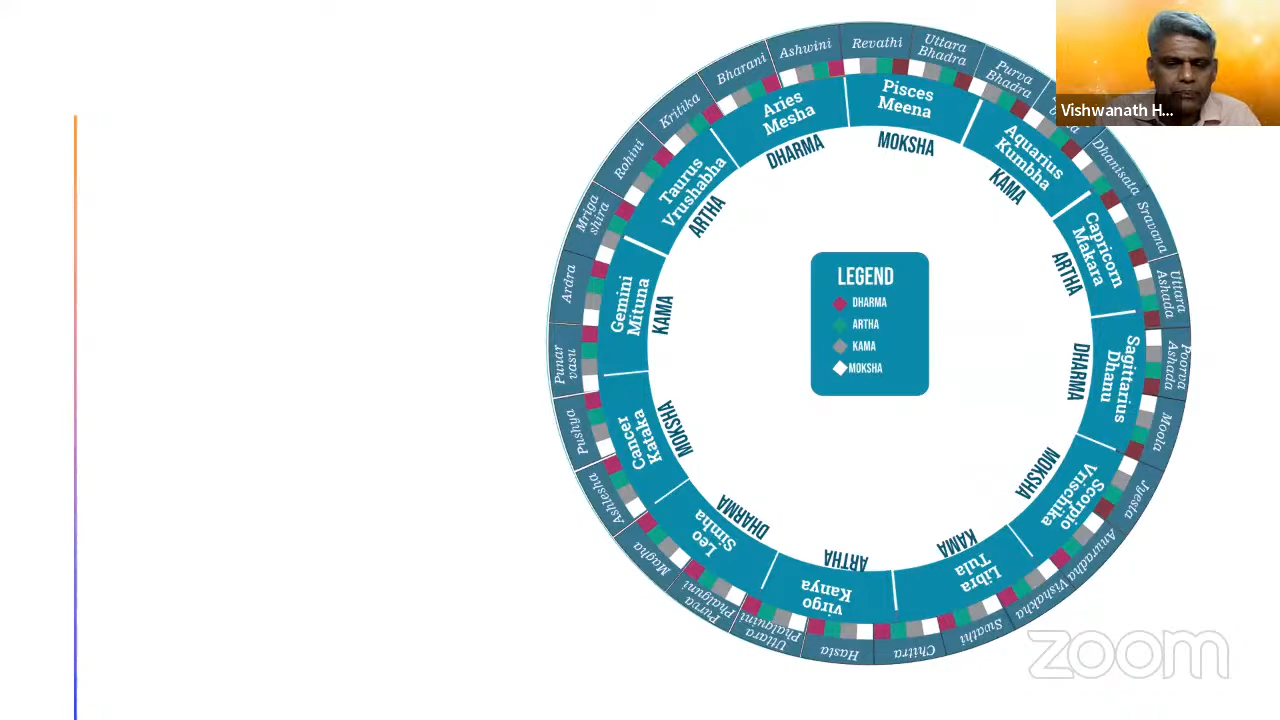 Ashwini
Revathi
Uttara
Bhadra
Purva
Bhadra
Dhanisata
Sravana
Uttara
Ashada
Poorva
Ashada
Moola
Jyesta
Anuradha
Vishakha
Swathi
Chitra
Hasta
Uttara
Phalguini
Purva
Phalguni
Magha
Ashlesha
Pushya
Punar
vasu
Ardra
Mriga
shira
Rohini
Kritika
Bharani
Aries
Mesha
DHARMA
Pisces
Meena
MOKSHA
Aquarius
Kumbha
KAMA
Capricorn
Makara
ARTHA
Sagittarius
Dhanu
DHARMA
Scorpio
Vrischika
MOKSHA
Libra
Tula
KAMA
virgo
Kanya
ARTHA
Leo
Simha
DHARMA
Cancer
Kataka
MOKSHA
Gemini
Mituna
KAMA
Taurus
Vrushabha
ARTHA
LEGEND
DHARMA
ARTHA
KAMA
MOKSHA
Vishwanath H...
zoom